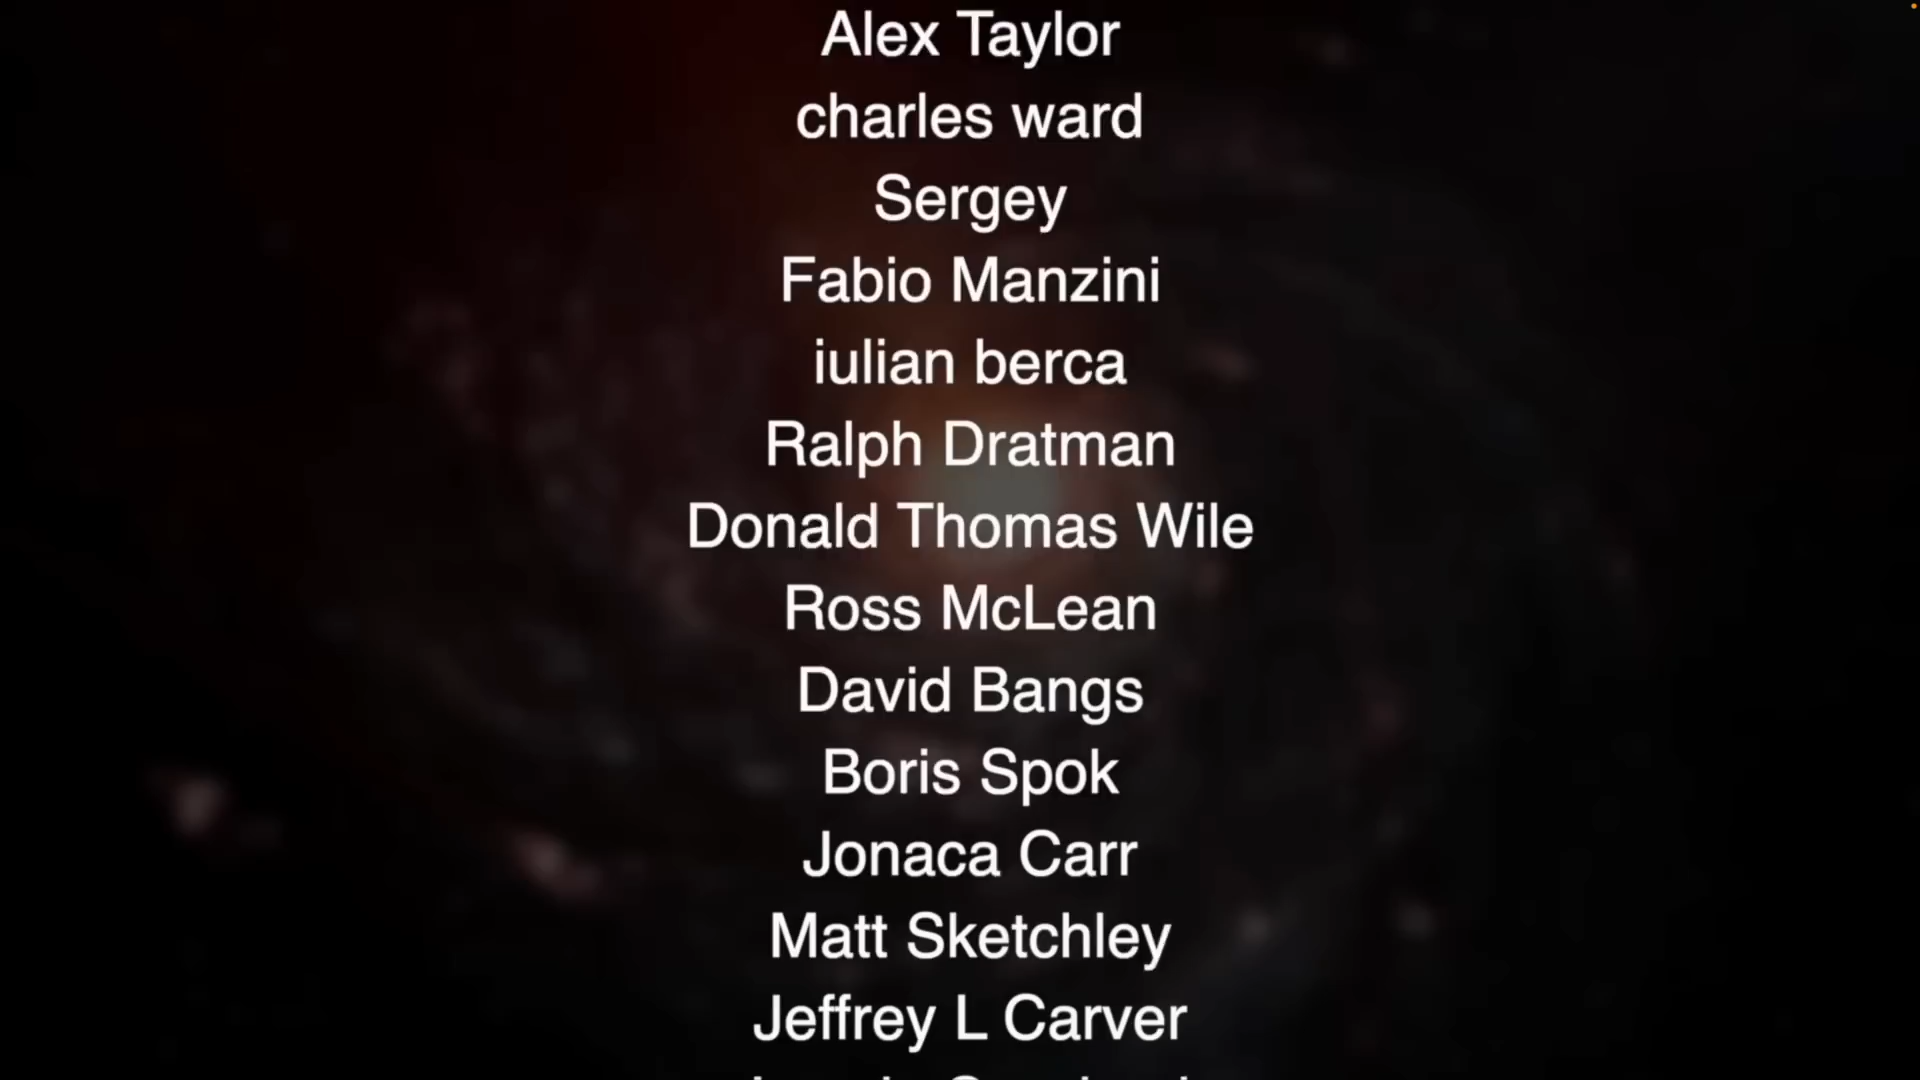 Alex Taylor
charles ward
Sergey
Fabio Manzini
iulian berca
Ralph Dratman
Donald Thomas Wile
Ross McLean
David Bangs
Boris Spok
Jonaca Carr
Matt Sketchley
Jeffrey L Carver